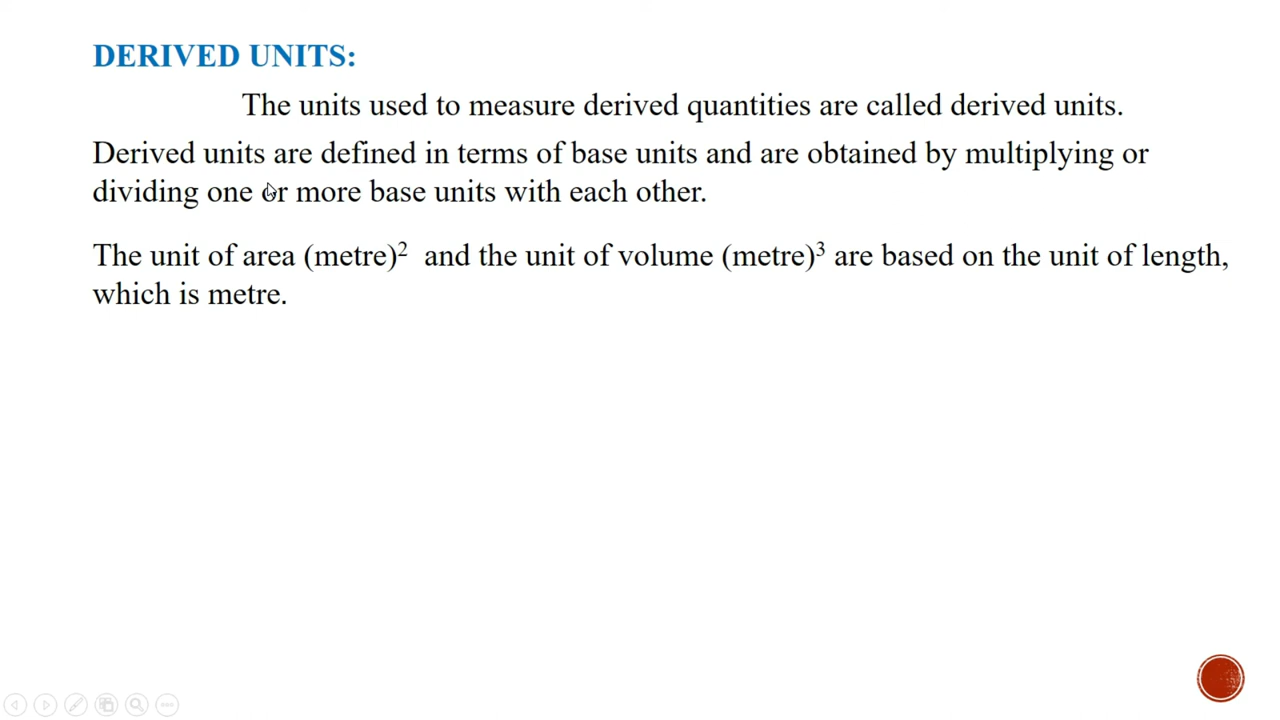 DERIVED UNITS:
The units used to measure derived quantities are called derived units.
Derived units are defined in terms of base units and are obtained by multiplying or
dividing one or more base units with each other.
The unit of area (metre)² and the unit of volume (metre)³ are based on the unit of length,
which is metre.